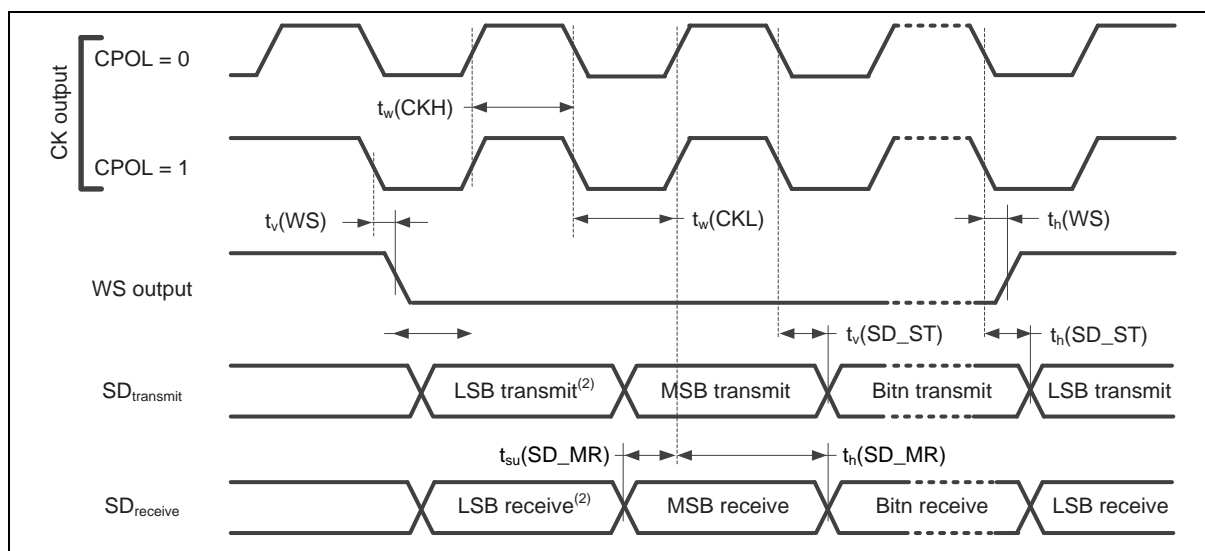 CK output
CPOL = 0
tw(CKH)
CPOL = 1
tv(WS)
tw(CKL)
th(WS)
WS output
tv(SD_ST)
th(SD_ST)
SDtransmit
LSB transmit(2)
MSB transmit
Bitn transmit
LSB transmit
tsu(SD_MR)
th(SD_MR)
SDreceive
LSB receive(2)
MSB receive
Bitn receive
LSB receive